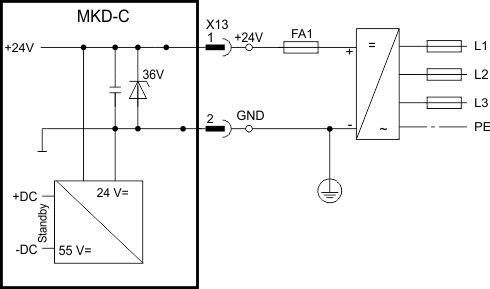 MKD-C
X13
+24V
1
+24V
FA1
=
L1
+
36V
L2
L3
2
GND
-
~
PE
+DC
24 V=
Standby
-DC
55 V=